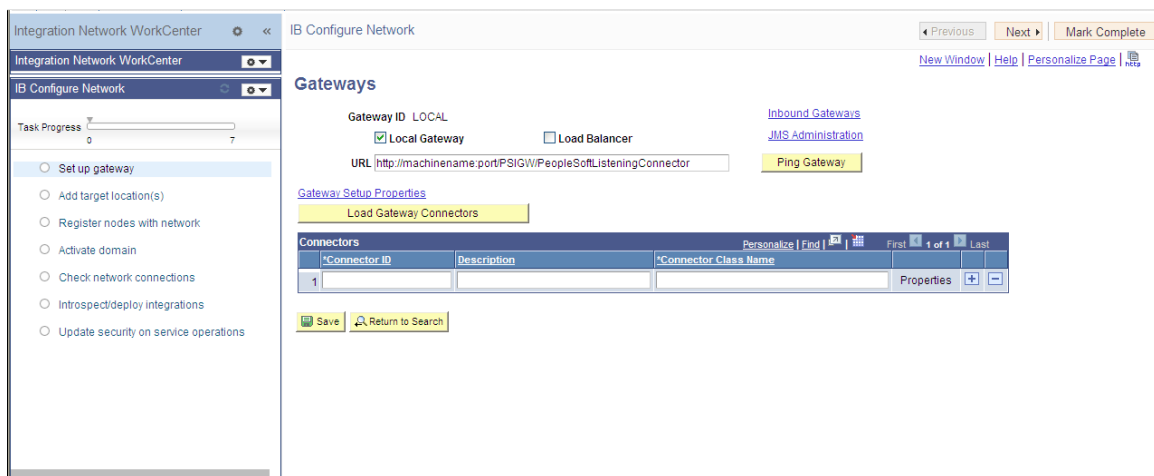 Integration Network WorkCenter «
IB Configure Network
Previous Next Mark Complete
Integration Network WorkCenter
New Window | Help | Personalize Page | http
IB Configure Network
Gateways
Task Progress
0 7
Gateway ID LOCAL
Inbound Gateways
Local Gateway Load Balancer
JMS Administration
URL http://machinename:port/PSIGW/PeopleSoftListeningConnector
Ping Gateway
Set up gateway
Add target location(s)
Register nodes with network
Activate domain
Check network connections
Introspect/deploy integrations
Update security on service operations
Gateway Setup Properties
Load Gateway Connectors
Connectors Personalize | Find | | First 1 of 1 Last
*Connector ID Description *Connector Class Name
1 Properties + -
Save Return to Search